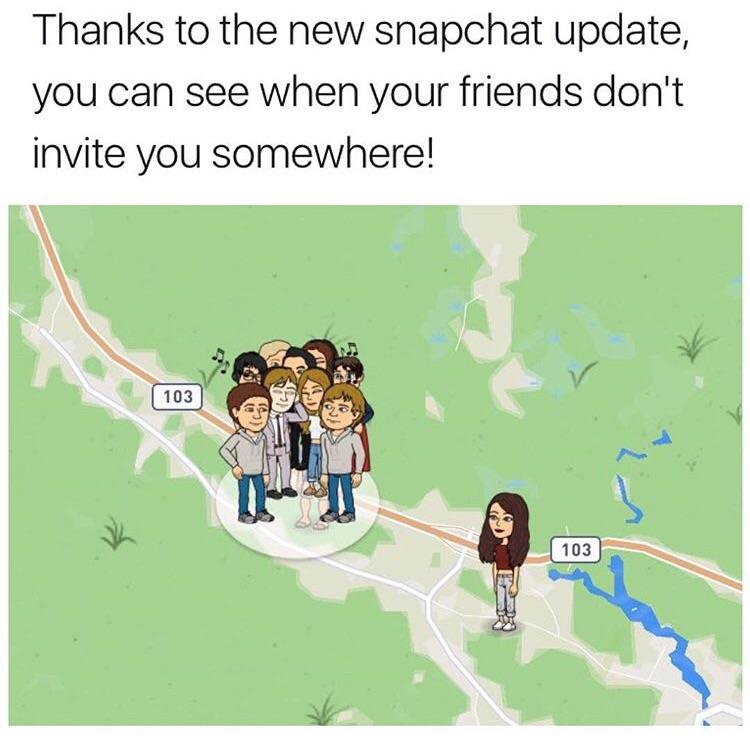 Thanks to the new snapchat update,
you can see when your friends don't
invite you somewhere!
103
103